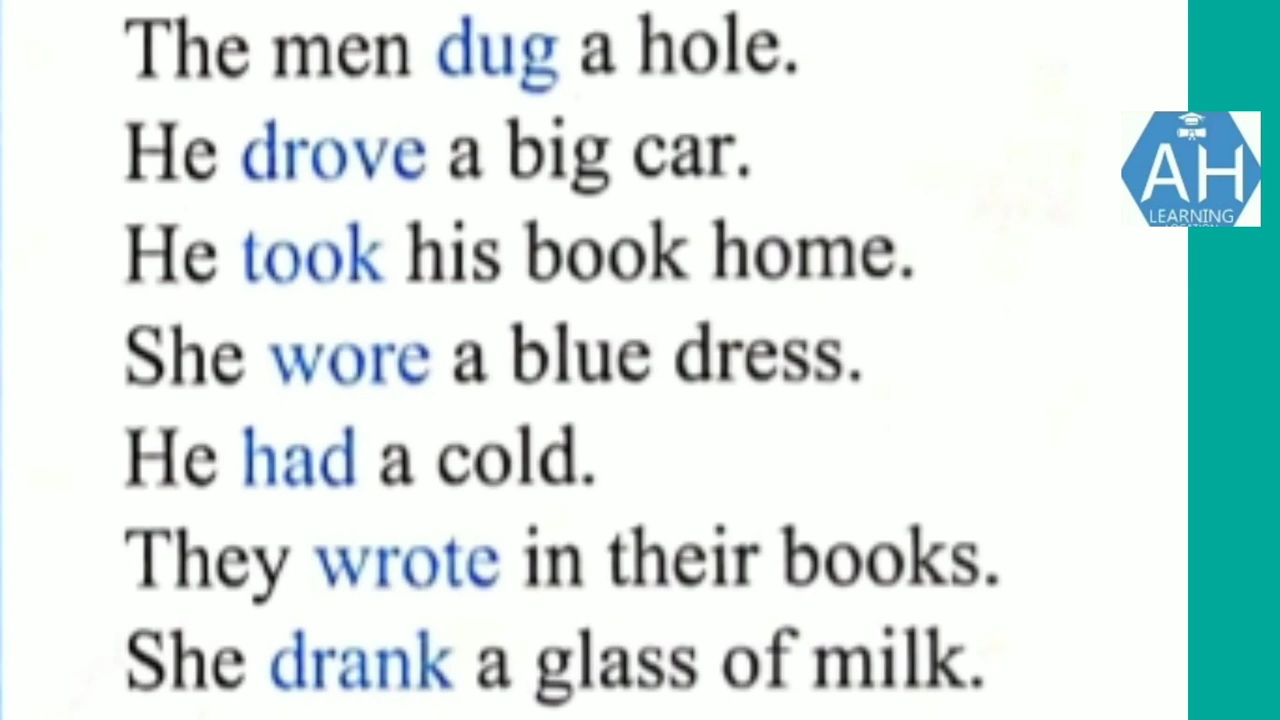 The men dug a hole.
He drove a big car.
He took his book home.
She wore a blue dress.
He had a cold.
They wrote in their books.
She drank a glass of milk.
AH
LEARNING